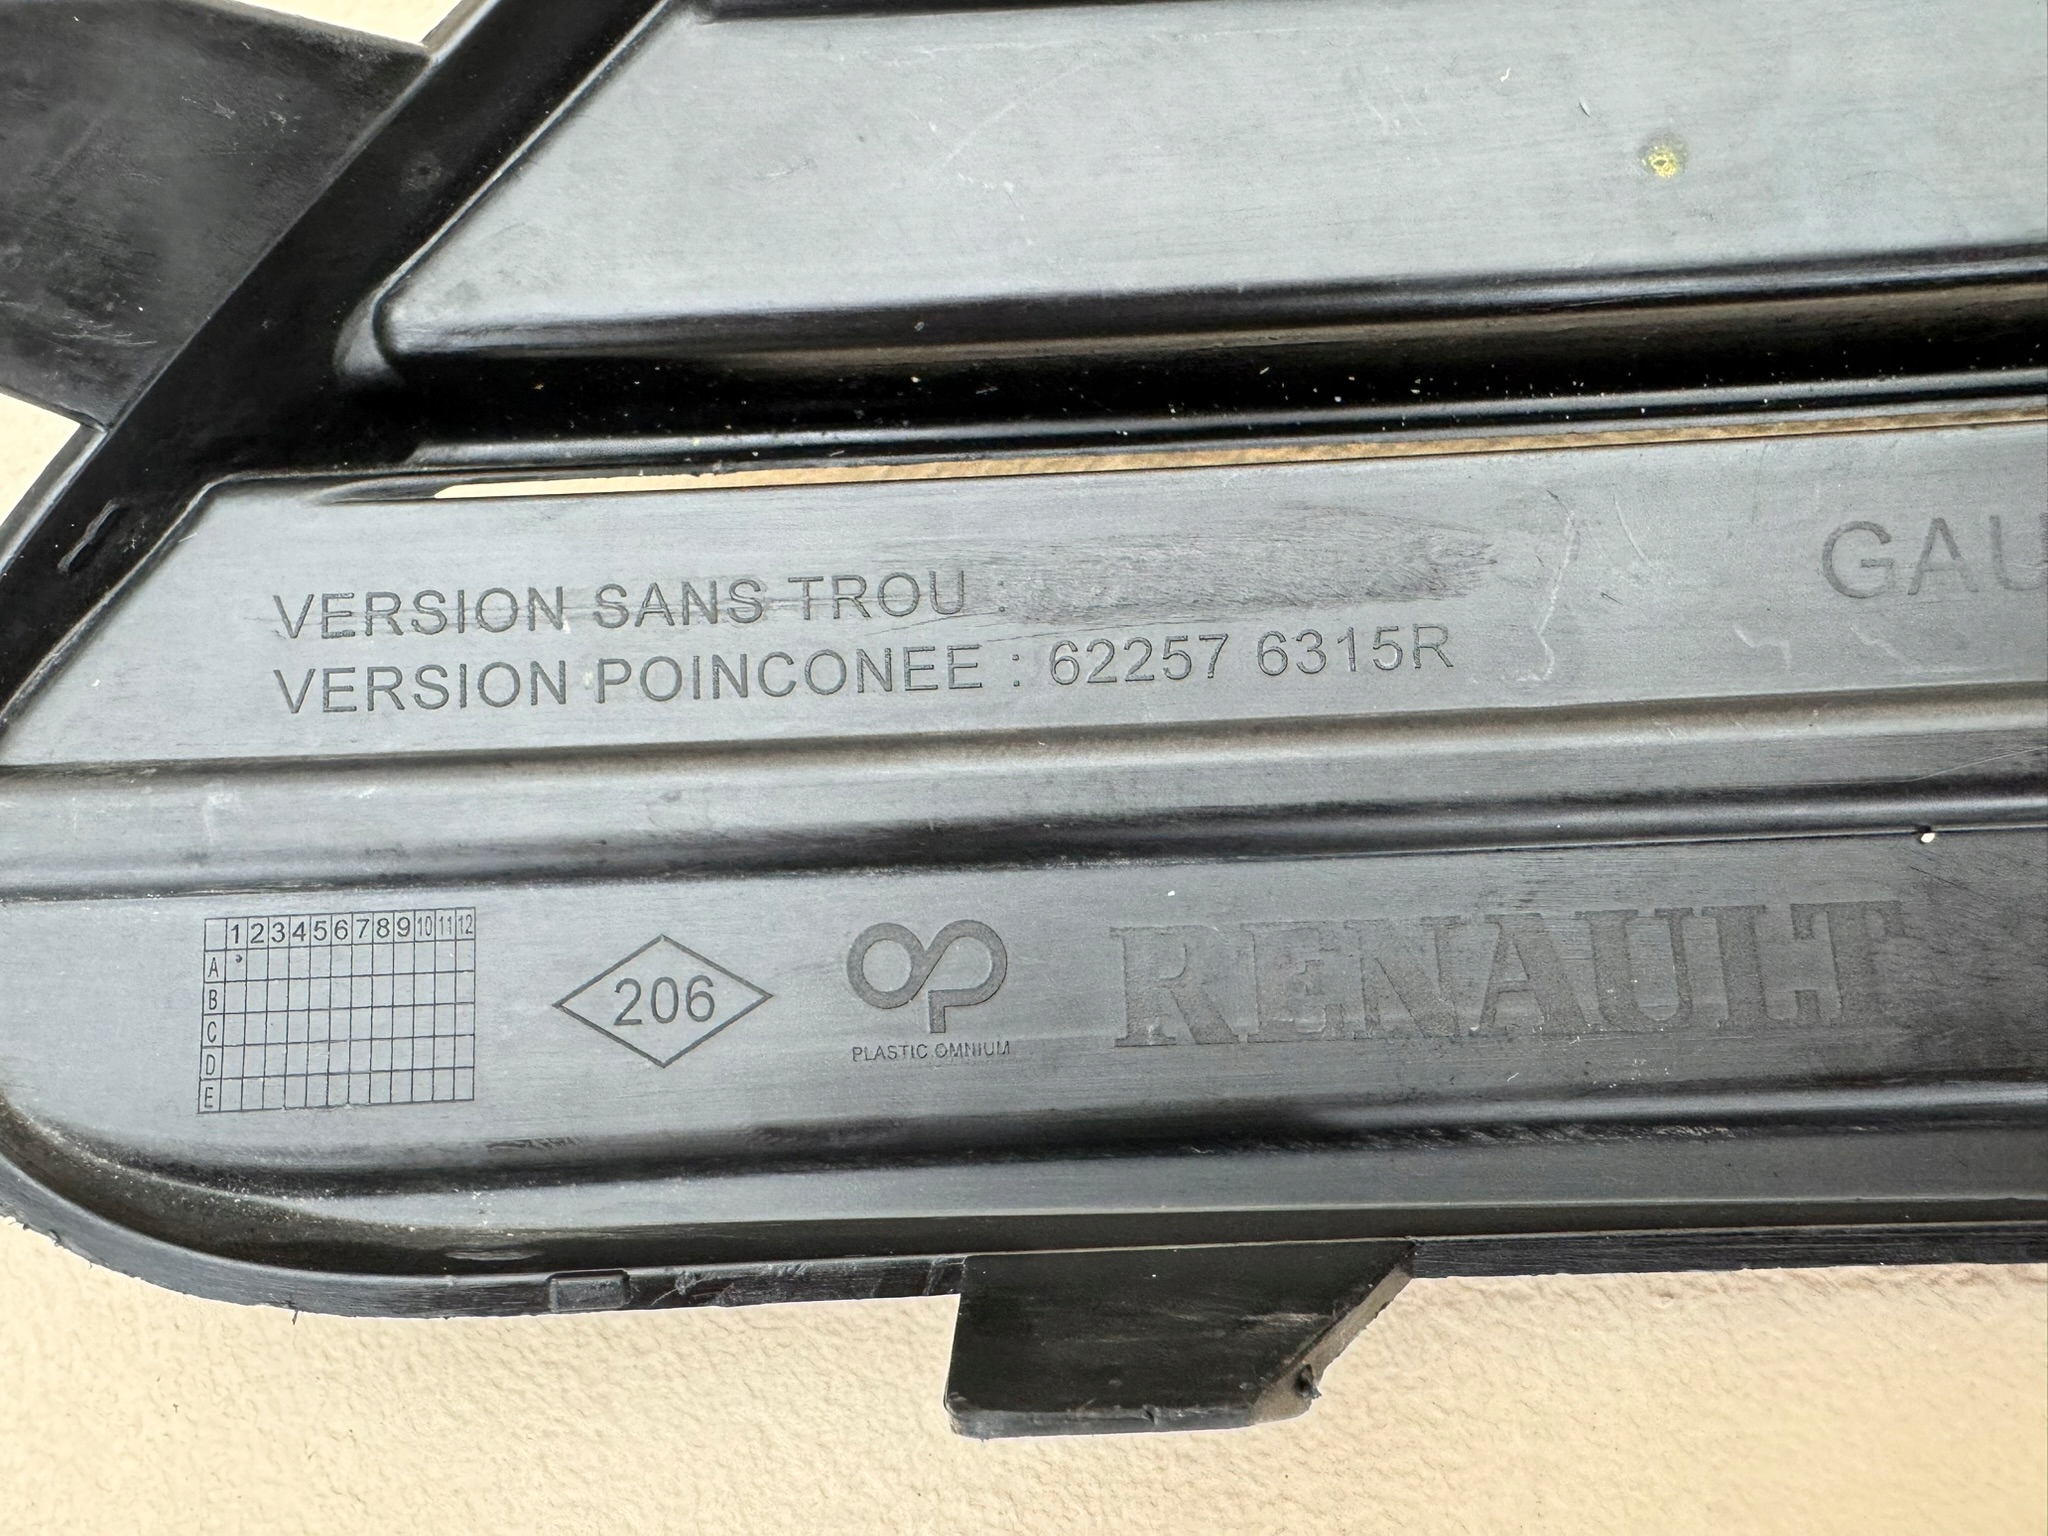 VERSION SANS TROU :
GAU
VERSION POINCONEE : 62257 6315R
1 2 3 4 5 6 7 8 9 10 11 12
A
B
C
D
E
206
PLASTIC OMNIUM
RENAULT